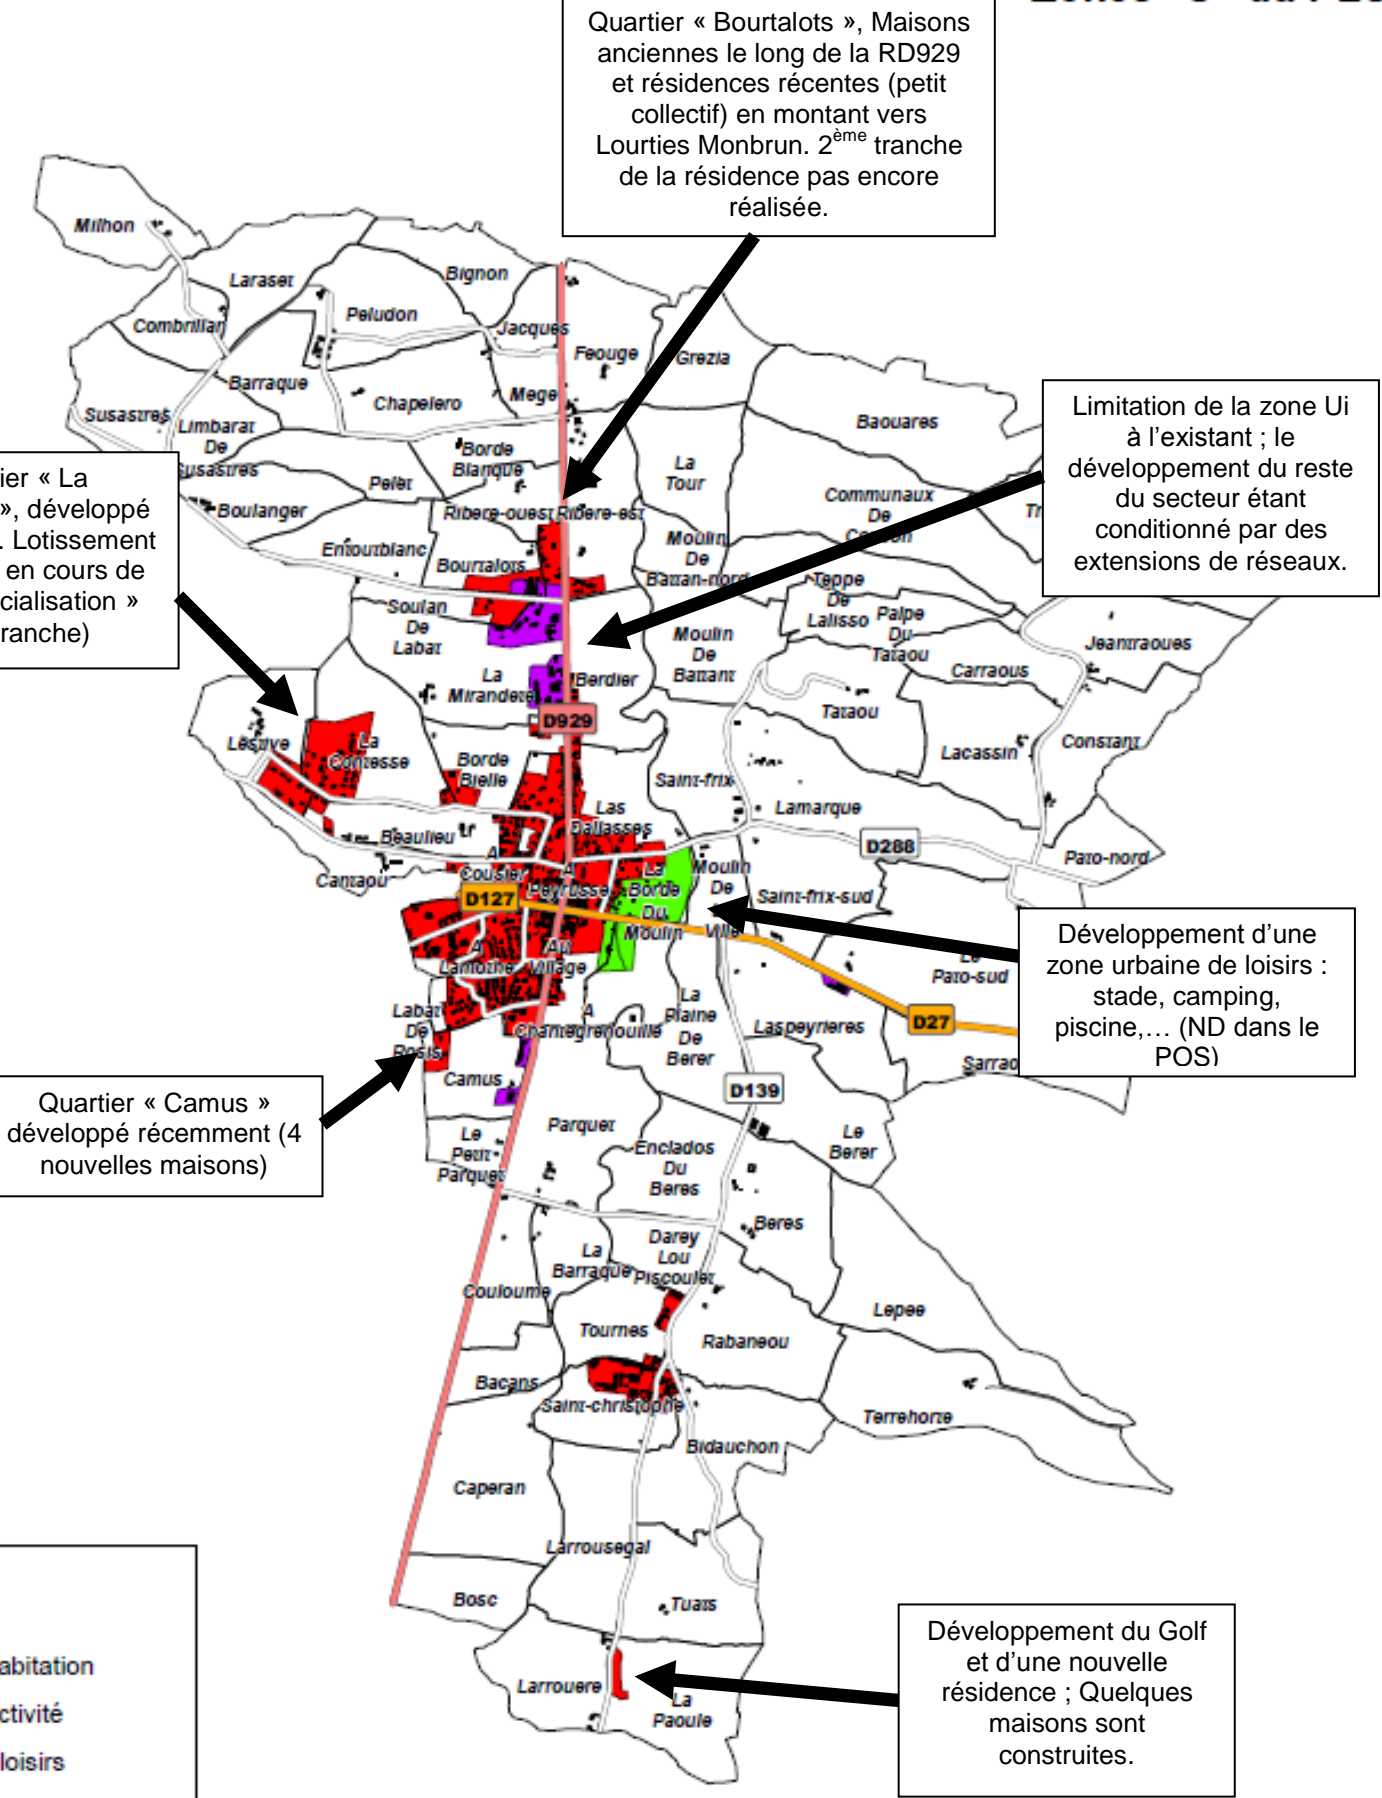 Quartier « Bourtalots », Maisons
anciennes le long de la RD929
et résidences récentes (petit
collectif) en montant vers
Lourties Monbrun. 2ème tranche
de la résidence pas encore
réalisée.
Milhon
Laraset
Bignon
Combrillan
Peludon
Jacques
Feouge
Grezia
Barraque
Chapelero
Mege
Baouares
Susastres
Limbarat
De
Susastres
Borde
Blanque
Pelet
La
Tour
Limitation de la zone Ui
à l’existant ; le
développement du reste
du secteur étant
conditionné par des
extensions de réseaux.
ier « La
», développé
. Lotissement
en cours de
cialisation »
ranche)
Boulanger
Ribere-ouest
Ribere-est
Communaux
De
Tr
Entoutblanc
Bourtalots
Moulin
De
Battan-nord
Soulan
De
Labat
Teppe
De
Lalisso
Palpe
Du
Tataou
Jeantraoues
Moulin
De
Battant
Carraous
La
Mirandete
Berdier
Tataou
D929
Lestive
La
Contesse
Borde
Bielle
Saint-frix
Lacassin
Constant
Las
Dallasses
Lamarque
Beaulieu
D288
Pato-nord
Cantaou
A
Cousier
A
Peyrusse
La
Borde
Du
Moulin
Moulin
De
Ville
Saint-frix-sud
D127
Développement d’une
zone urbaine de loisirs :
stade, camping,
piscine,… (ND dans le
POS)
A
Lamothe
Au
Village
Le
Pato-sud
Labat
De
Rosis
A
Chantegrenouille
La
Plaine
De
Berer
Laspeyrieres
D27
Sarrao
Camus
D139
Quartier « Camus »
développé récemment (4
nouvelles maisons)
Le
Petit
Parquet
Parquet
Enclados
Du
Beres
Le
Berer
Beres
La
Barraque
Darey
Lou
Piscoulet
Couloume
Tournes
Rabaneou
Lepee
Bacans
Saint-christophe
Terrehorte
Bidauchon
Caperan
Larrousegal
Bosc
Tuats
Larrouere
La
Paoule
Développement du Golf
et d’une nouvelle
résidence ; Quelques
maisons sont
construites.
abitation
ctivité
loisirs